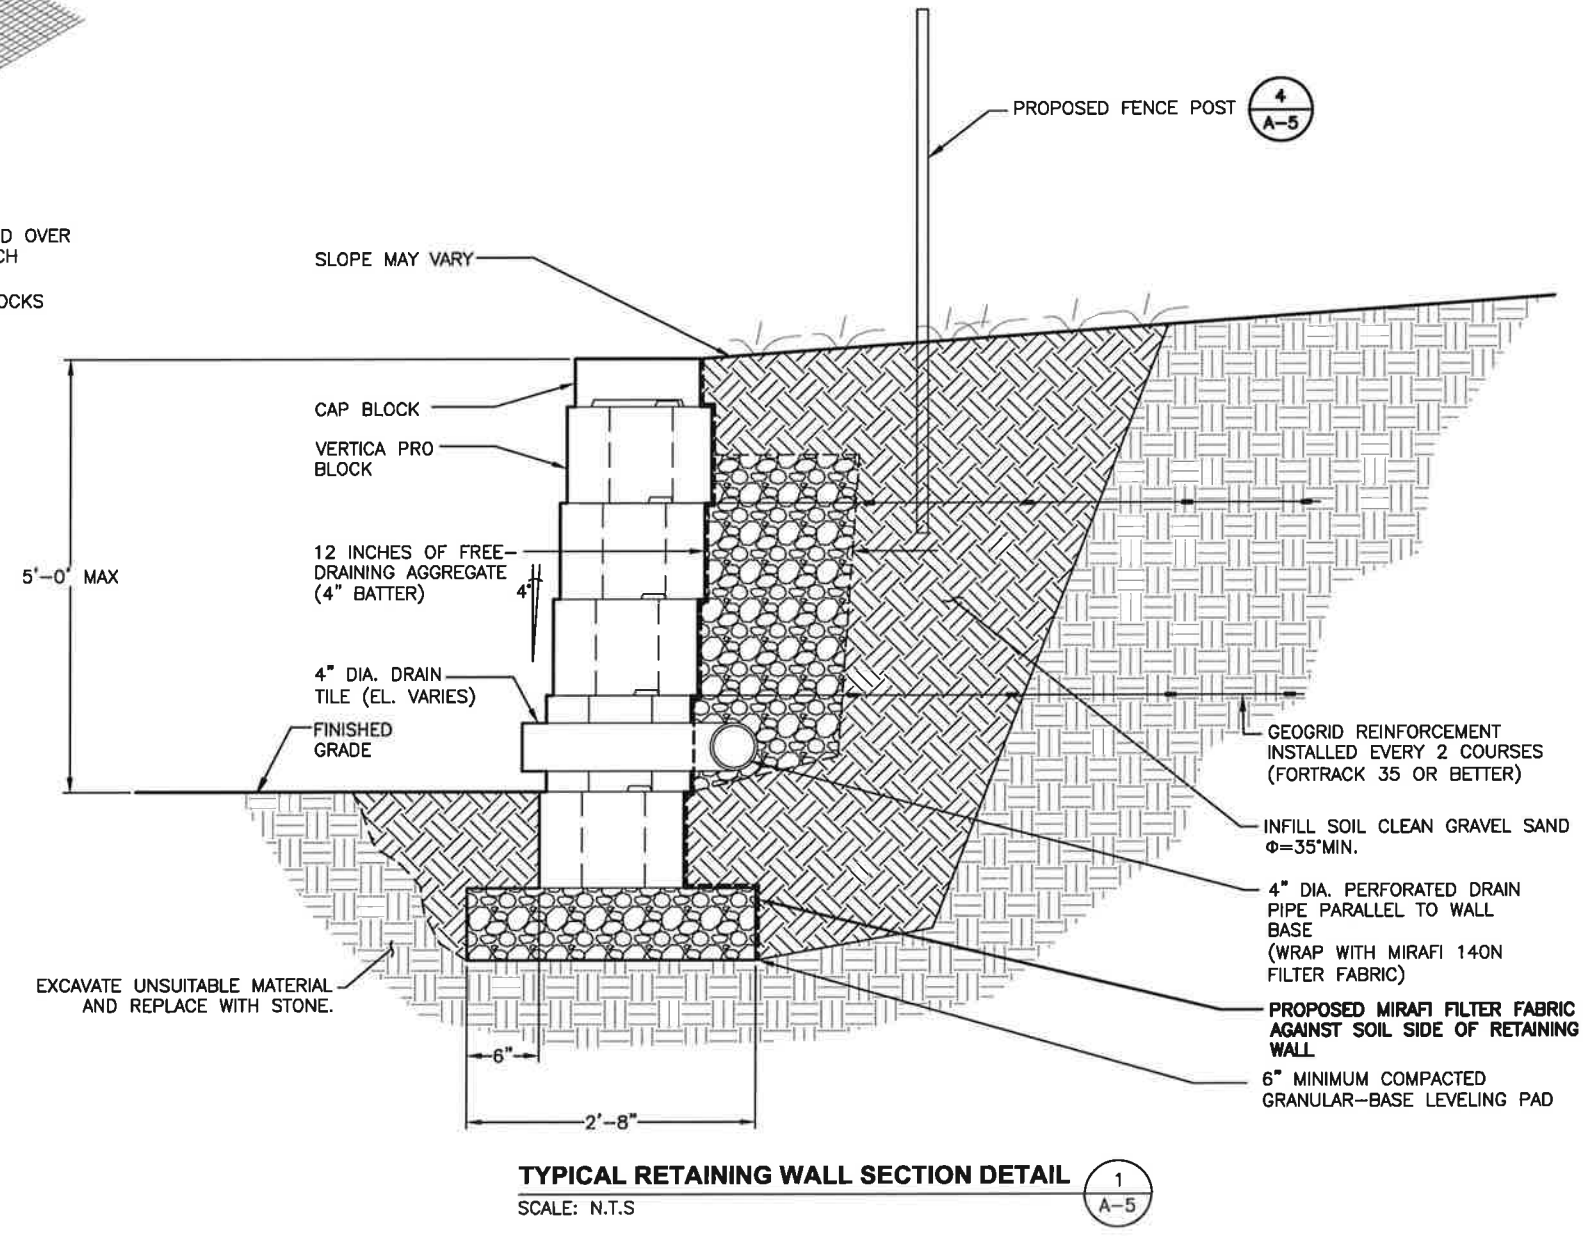 4
A-5
PROPOSED FENCE POST
D OVER
CH
OCKS
SLOPE MAY VARY
CAP BLOCK
VERTICA PRO
BLOCK
12 INCHES OF FREE-
DRAINING AGGREGATE
(4" BATTER)
4°
5'-0" MAX
4" DIA. DRAIN
TILE (EL. VARIES)
FINISHED
GRADE
GEOGRID REINFORCEMENT
INSTALLED EVERY 2 COURSES
(FORTRACK 35 OR BETTER)
INFILL SOIL CLEAN GRAVEL SAND
Φ=35°MIN.
4" DIA. PERFORATED DRAIN
PIPE PARALLEL TO WALL
BASE
(WRAP WITH MIRAFI 140N
FILTER FABRIC)
EXCAVATE UNSUITABLE MATERIAL
AND REPLACE WITH STONE.
PROPOSED MIRAFI FILTER FABRIC
AGAINST SOIL SIDE OF RETAINING
WALL
6"
6" MINIMUM COMPACTED
GRANULAR-BASE LEVELING PAD
2'-8"
TYPICAL RETAINING WALL SECTION DETAIL
1
A-5
SCALE: N.T.S